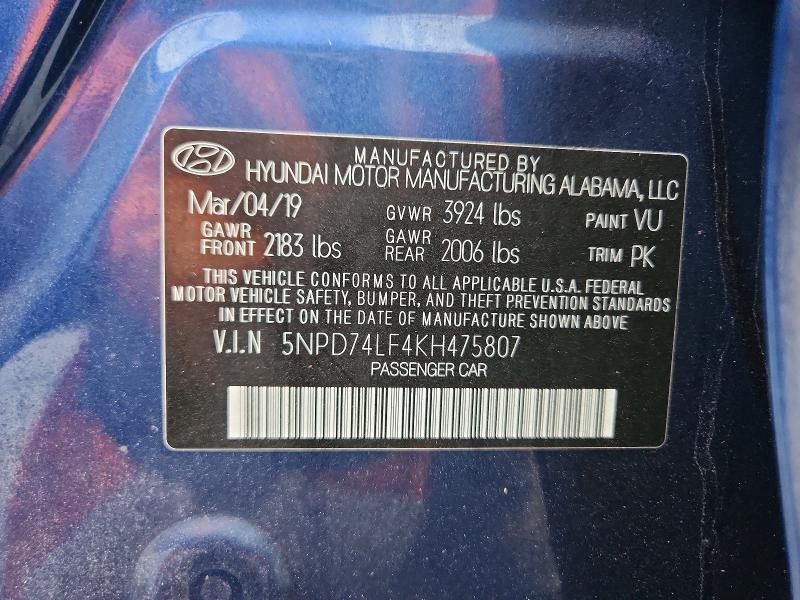 MANUFACTURED BY
HYUNDAI MOTOR MANUFACTURING ALABAMA, LLC
Mar/04/19 GVWR 3924 lbs PAINT VU
GAWR FRONT 2183 lbs GAWR REAR 2006 lbs TRIM PK
THIS VEHICLE CONFORMS TO ALL APPLICABLE U.S.A. FEDERAL
MOTOR VEHICLE SAFETY, BUMPER, AND THEFT PREVENTION STANDARDS
IN EFFECT ON THE DATE OF MANUFACTURE SHOWN ABOVE
V.I.N 5NPD74LF4KH475807
PASSENGER CAR